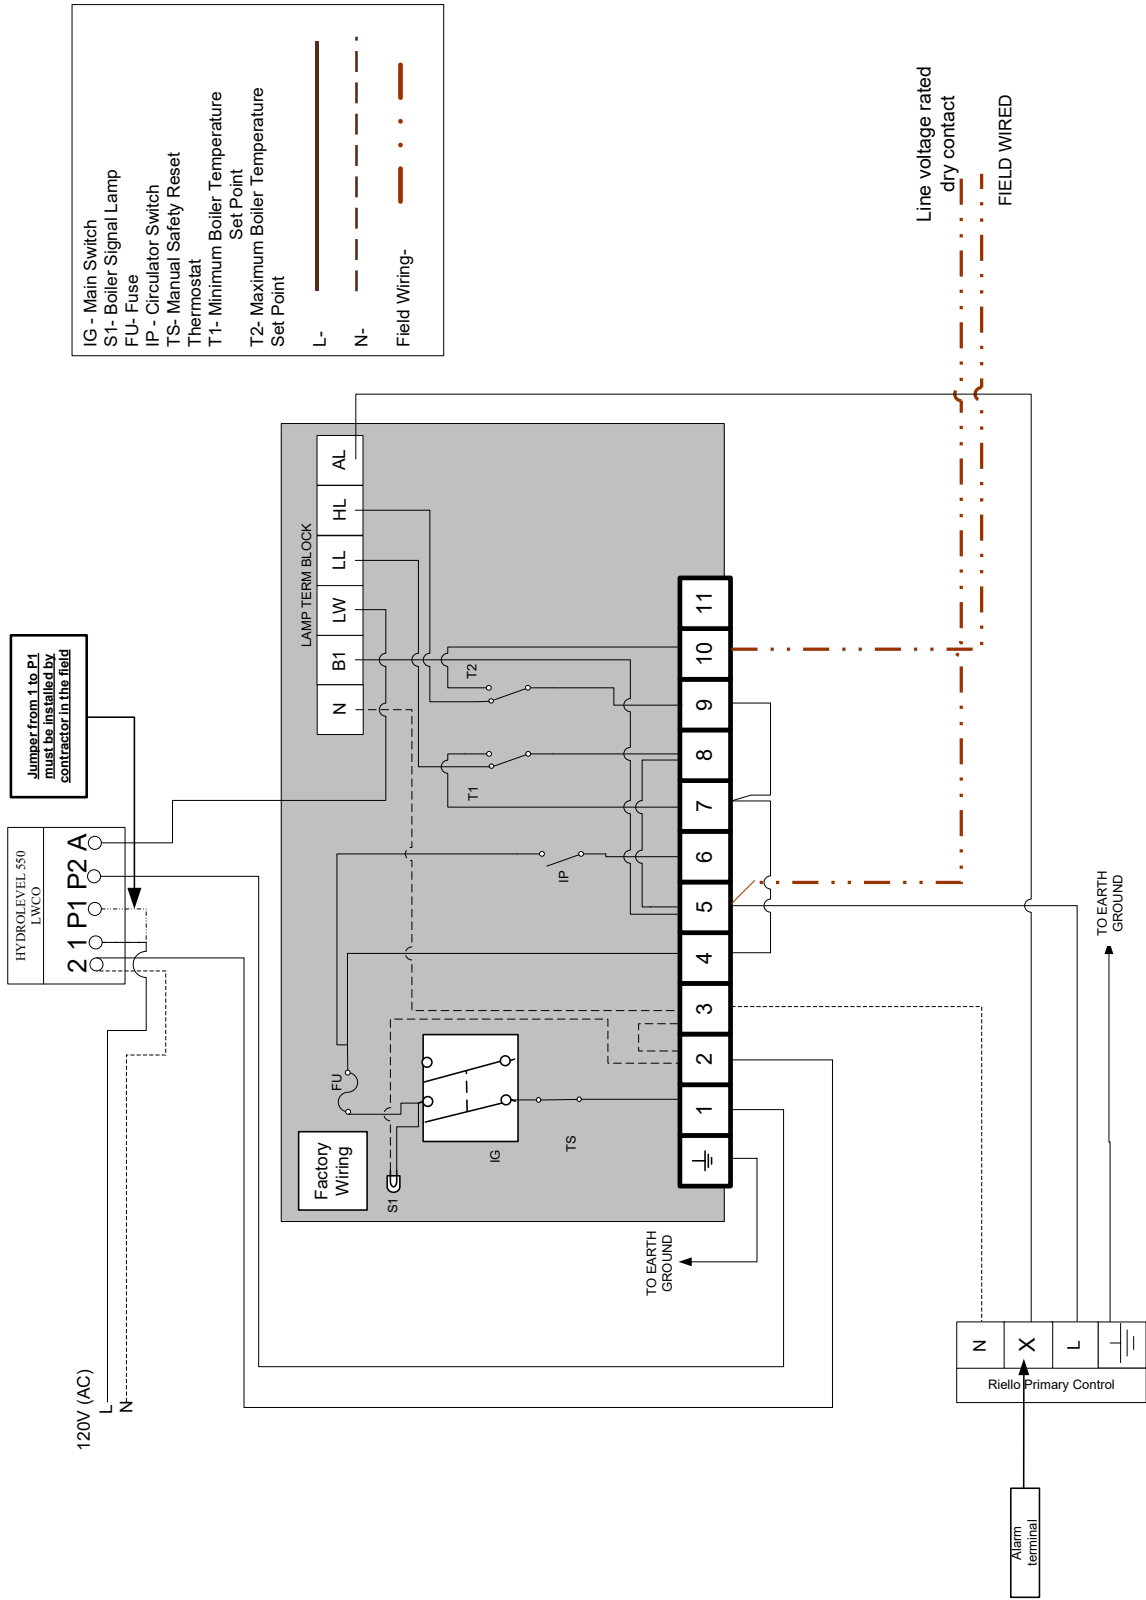 IG - Main Switch
S1- Boiler Signal Lamp
FU- Fuse
IP - Circulator Switch
TS- Manual Safety Reset
Thermostat
T1- Minimum Boiler Temperature
Set Point
T2- Maximum Boiler Temperature
Set Point
L-
N-
Field Wiring-
Jumper from 1 to P1
must be installed by
contractor in the field
HYDROLEVEL 550
LWCO
2 1 P1 P2 A
120V (AC)
L
N
LAMP TERM BLOCK
N B1 LW LL HL AL
Factory
Wiring
S1
FU
IG
TS
IP
T1
T2
1 2 3 4 5 6 7 8 9 10 11
TO EARTH
GROUND
Line voltage rated
dry contact
FIELD WIRED
TO EARTH
GROUND
N
X
L
Riello Primary Control
Alarm
terminal